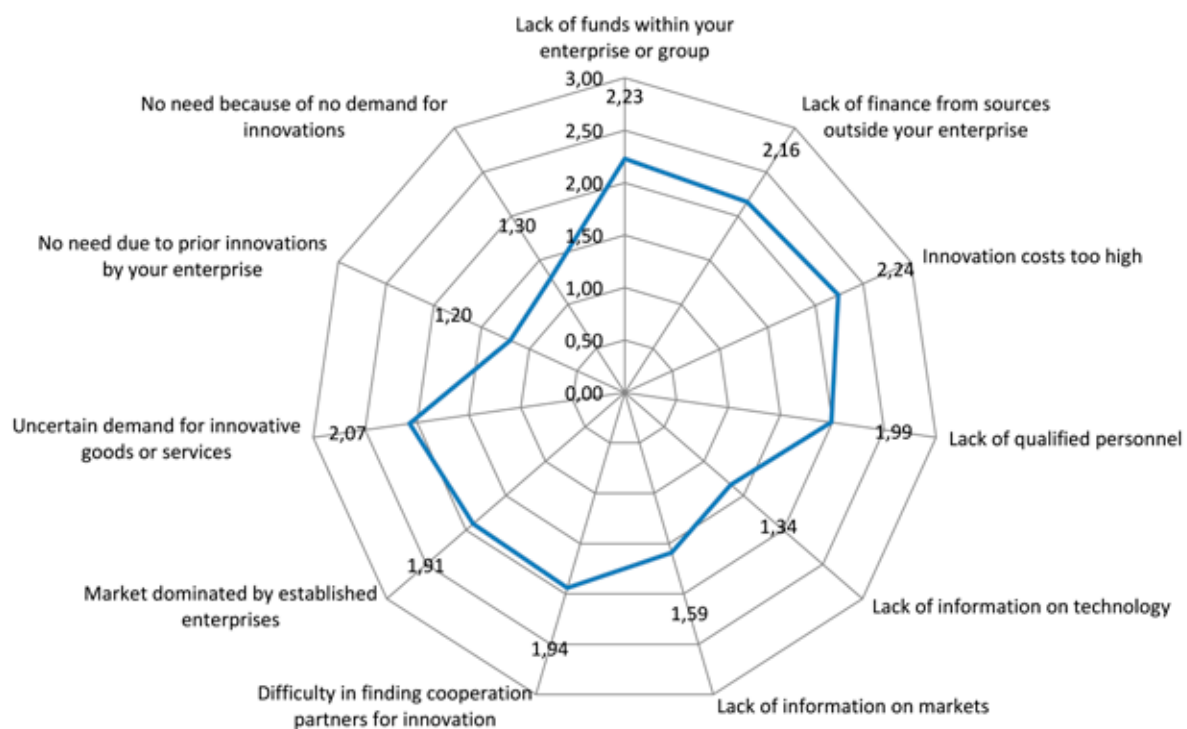 Lack of funds within your
enterprise or group
3,00
2,23
No need because of no demand for
innovations
Lack of finance from sources
outside your enterprise
2,16
2,50
2,00
1,30
1,50
No need due to prior innovations
by your enterprise
Innovation costs too high
2,24
1,00
1,20
0,50
0,00
Uncertain demand for innovative
goods or services
2,07
1,99
Lack of qualified personnel
1,34
Market dominated by established
enterprises
1,91
Lack of information on technology
1,59
1,94
Difficulty in finding cooperation
partners for innovation
Lack of information on markets